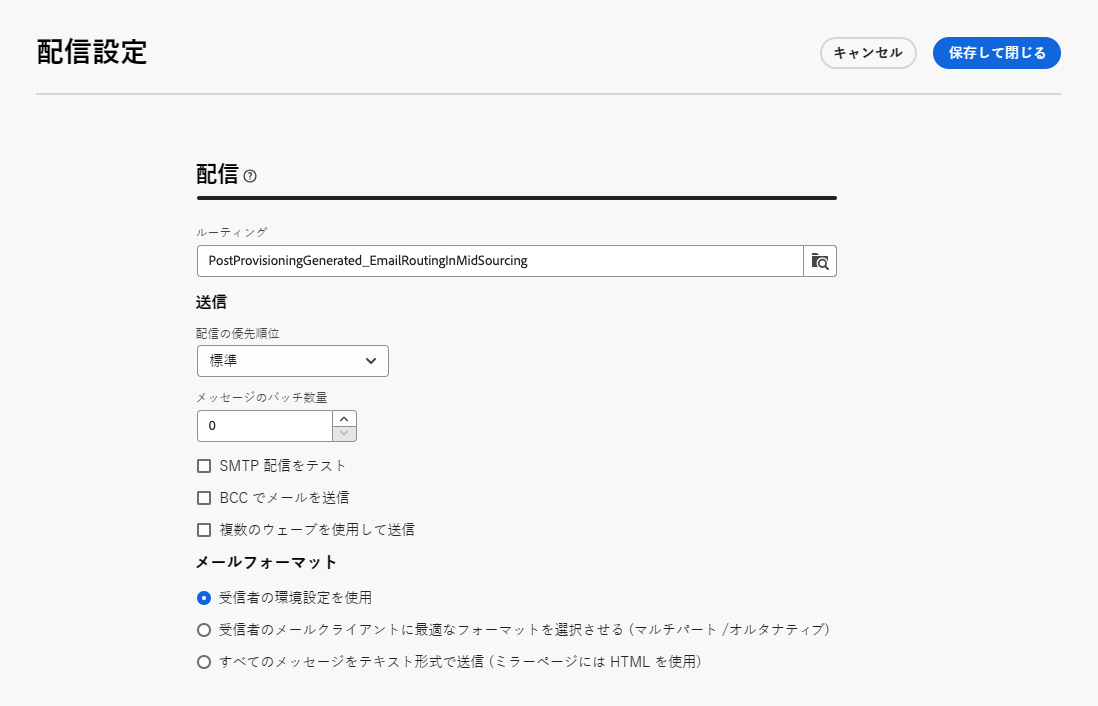 配信設定
キャンセル
保存して閉じる
配信
ルーティング
PostProvisioningGenerated_EmailRoutingInMidSourcing
送信
配信の優先順位
標準
メッセージのバッチ数量
0
SMTP 配信をテスト
BCC でメールを送信
複数のウェーブを使用して送信
メールフォーマット
受信者の環境設定を使用
受信者のメールクライアントに最適なフォーマットを選択させる (マルチパート /オルタナティブ)
すべてのメッセージをテキスト形式で送信 (ミラーページには HTML を使用)